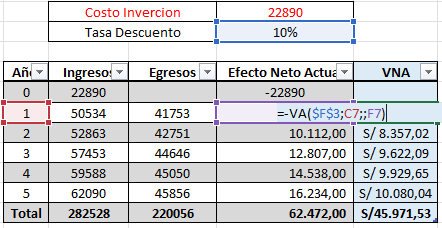 Costo Invercion 22890
Tasa Descuento 10%
Año Ingresos Egresos Efecto Neto Actua VNA
0 22890 -22890
1 50534 41753 =-VA($F$3;C7;;F7)
2 52863 42751 10.112,00 S/ 8.357,02
3 57453 44646 12.807,00 S/ 9.622,09
4 59588 45050 14.538,00 S/ 9.929,65
5 62090 45856 16.234,00 S/ 10.080,04
Total 282528 220056 62.472,00 S/45.971,53